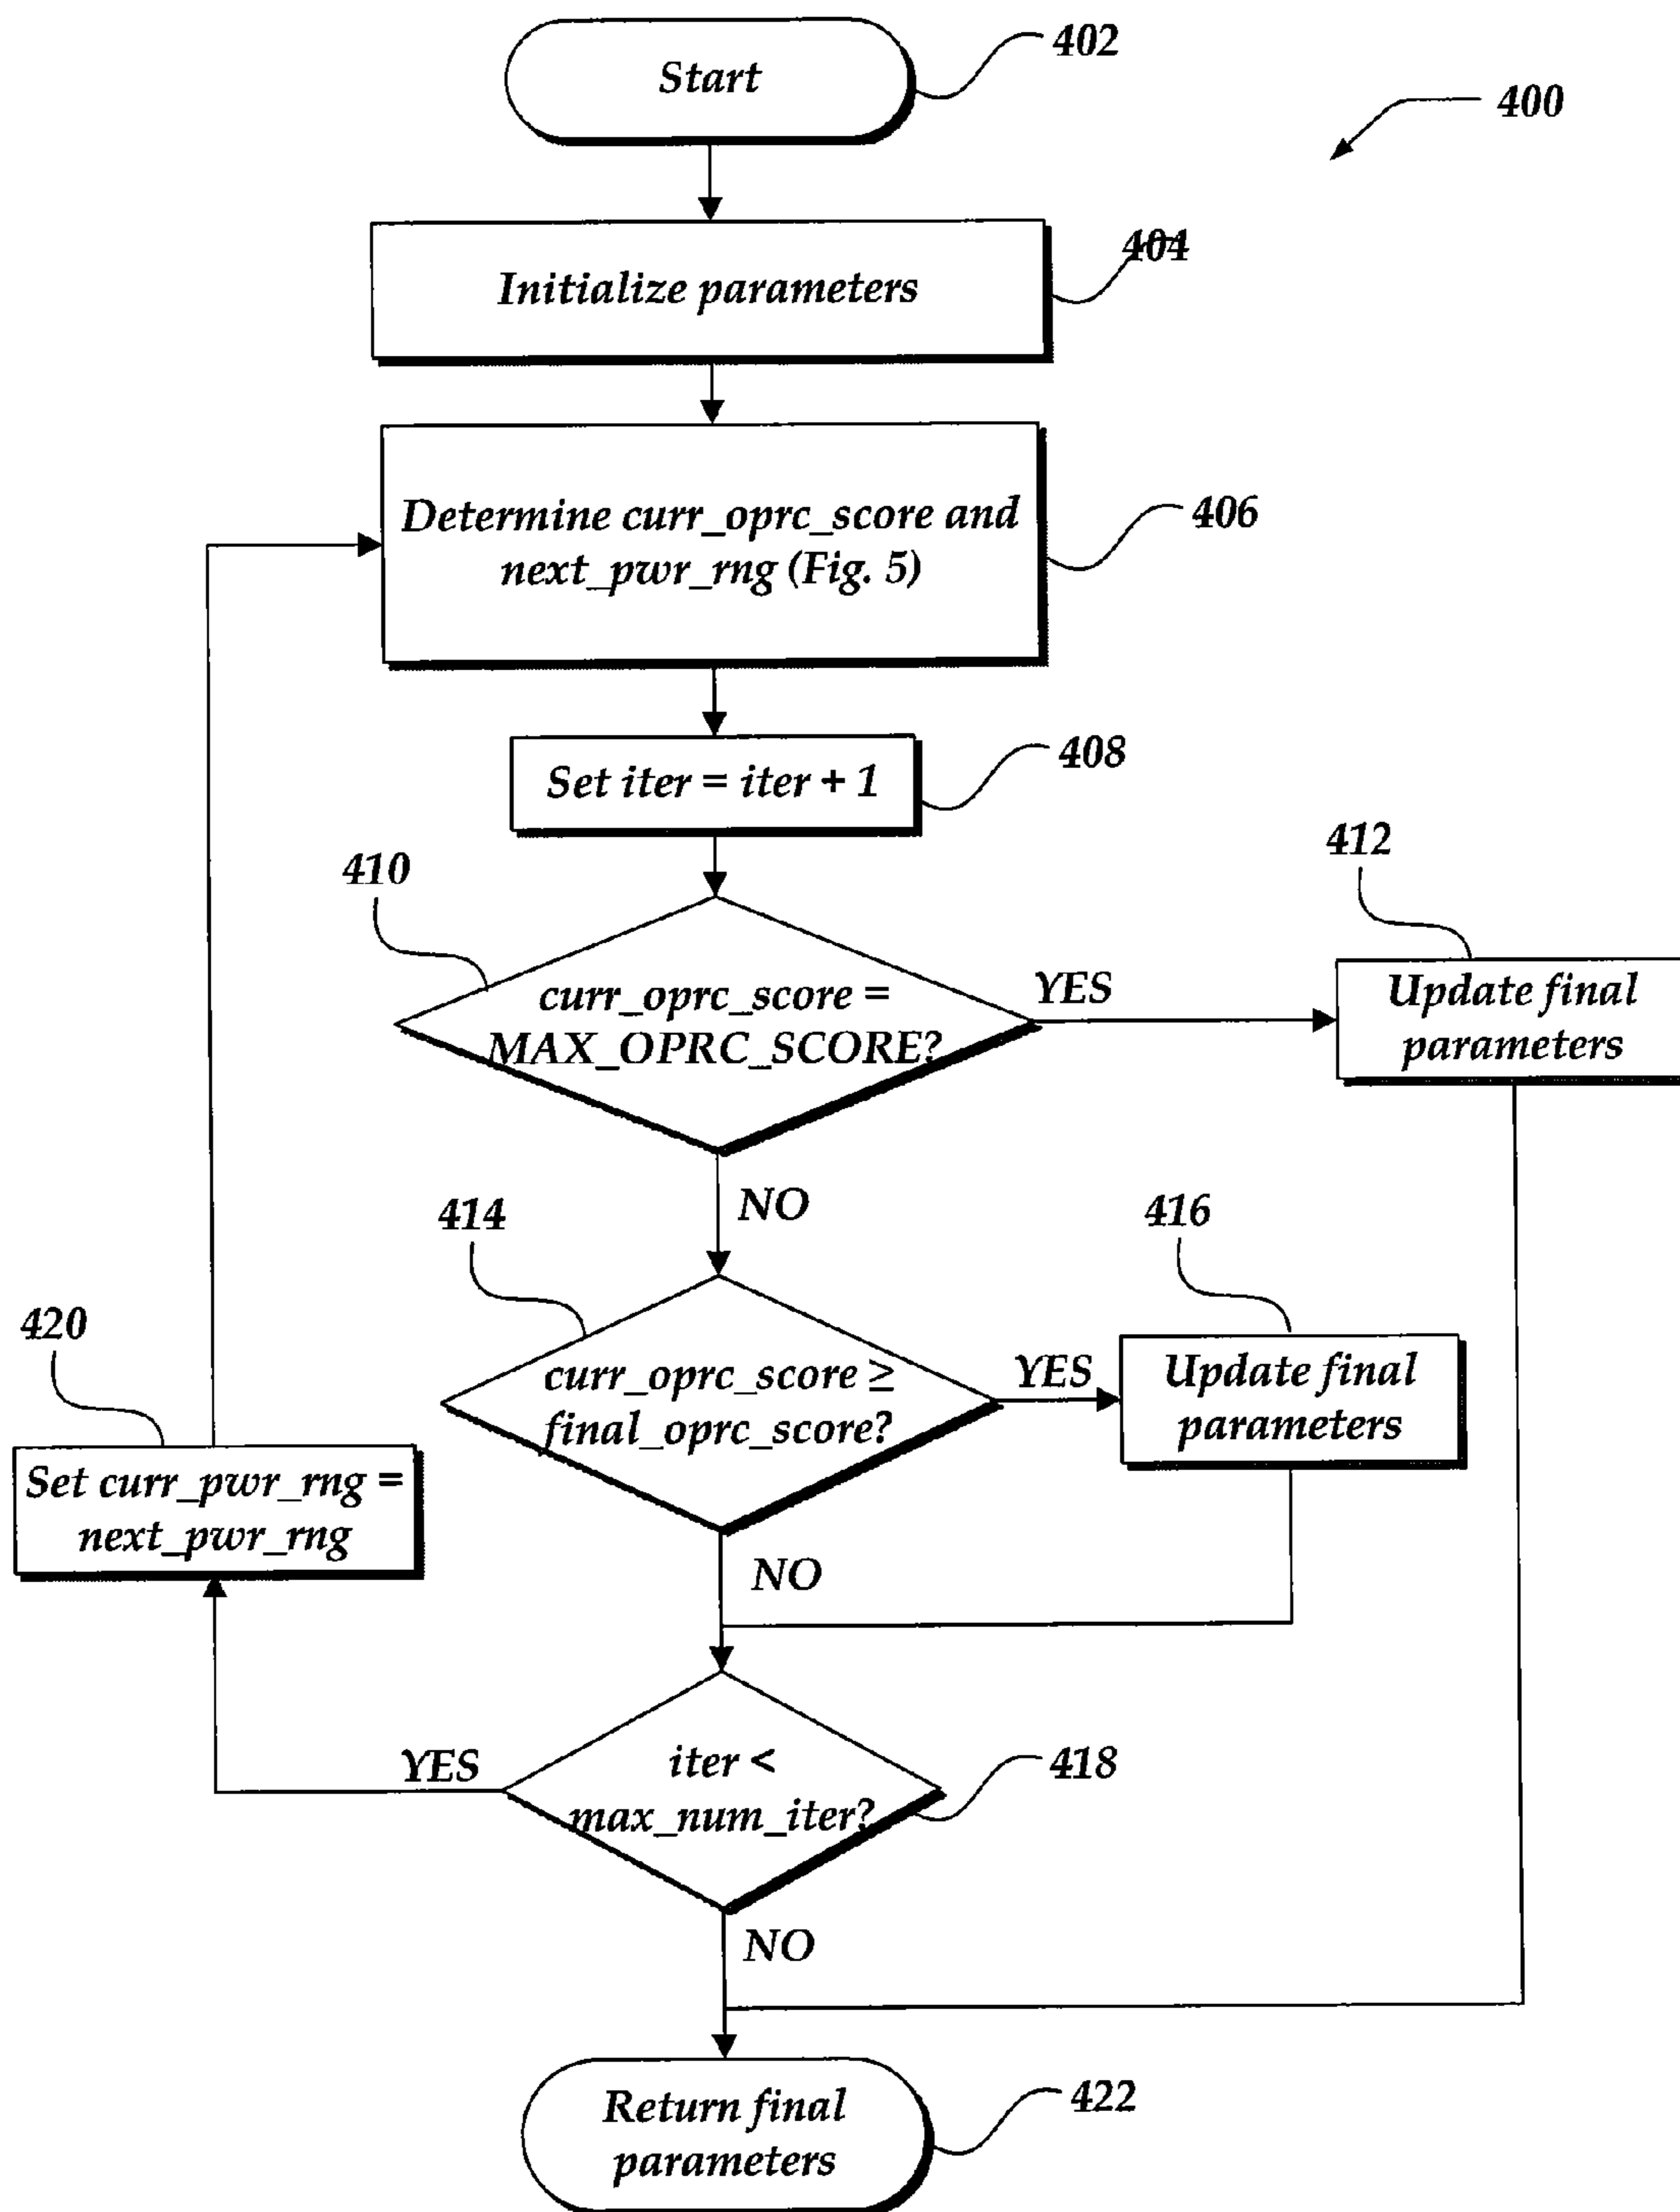 Start
402
400
Initialize parameters
404
Determine curr_oprc_score and
next_pwr_rng (Fig. 5)
406
Set iter = iter + 1
408
410
curr_oprc_score =
MAX_OPRC_SCORE?
YES
412
Update final
parameters
NO
414
curr_oprc_score ≥
final_oprc_score?
YES
416
Update final
parameters
420
Set curr_pwr_rng =
next_pwr_rng
NO
iter <
max_num_iter?
YES
418
NO
Return final
parameters
422